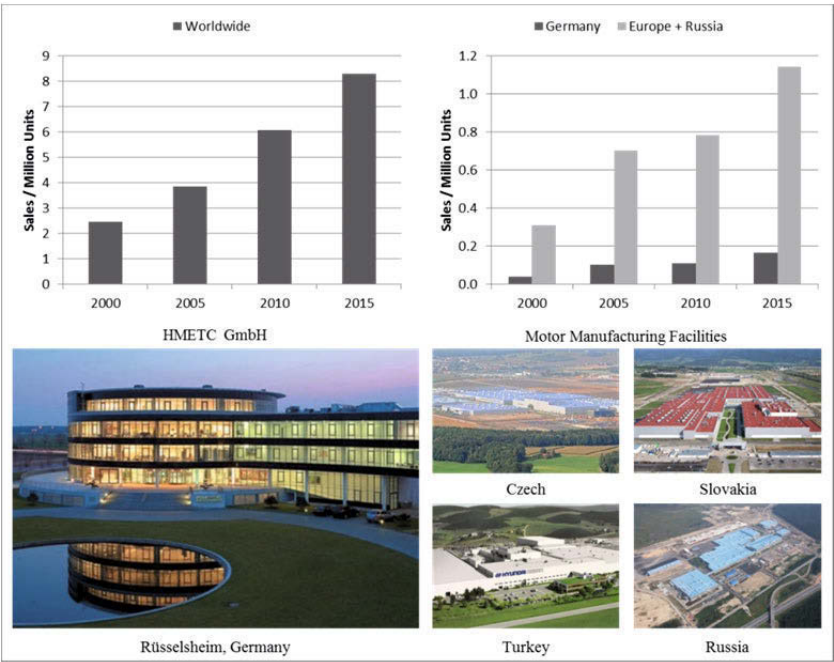 Worldwide
Sales / Million Units
9
8
7
6
5
4
3
2
1
0
2000 2005 2010 2015
Germany Europe + Russia
Sales / Million Units
1.2
1.0
0.8
0.6
0.4
0.2
0.0
2000 2005 2010 2015
HMETC GmbH
Motor Manufacturing Facilities
Czech
Slovakia
HYUNDAI
Rüsselsheim, Germany
Turkey
Russia